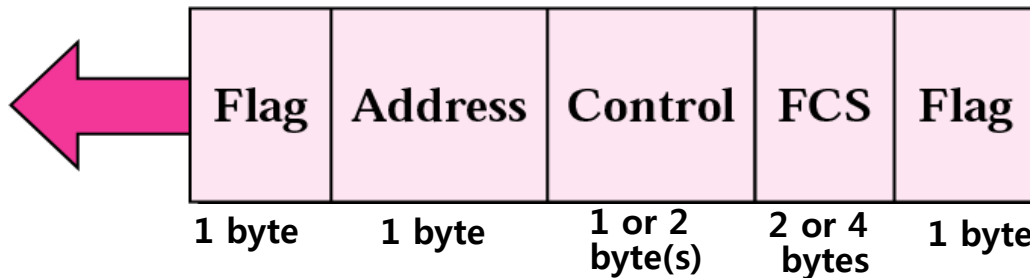 Flag Address Control FCS Flag
1 byte 1 byte 1 or 2 byte(s) 2 or 4 bytes 1 byte